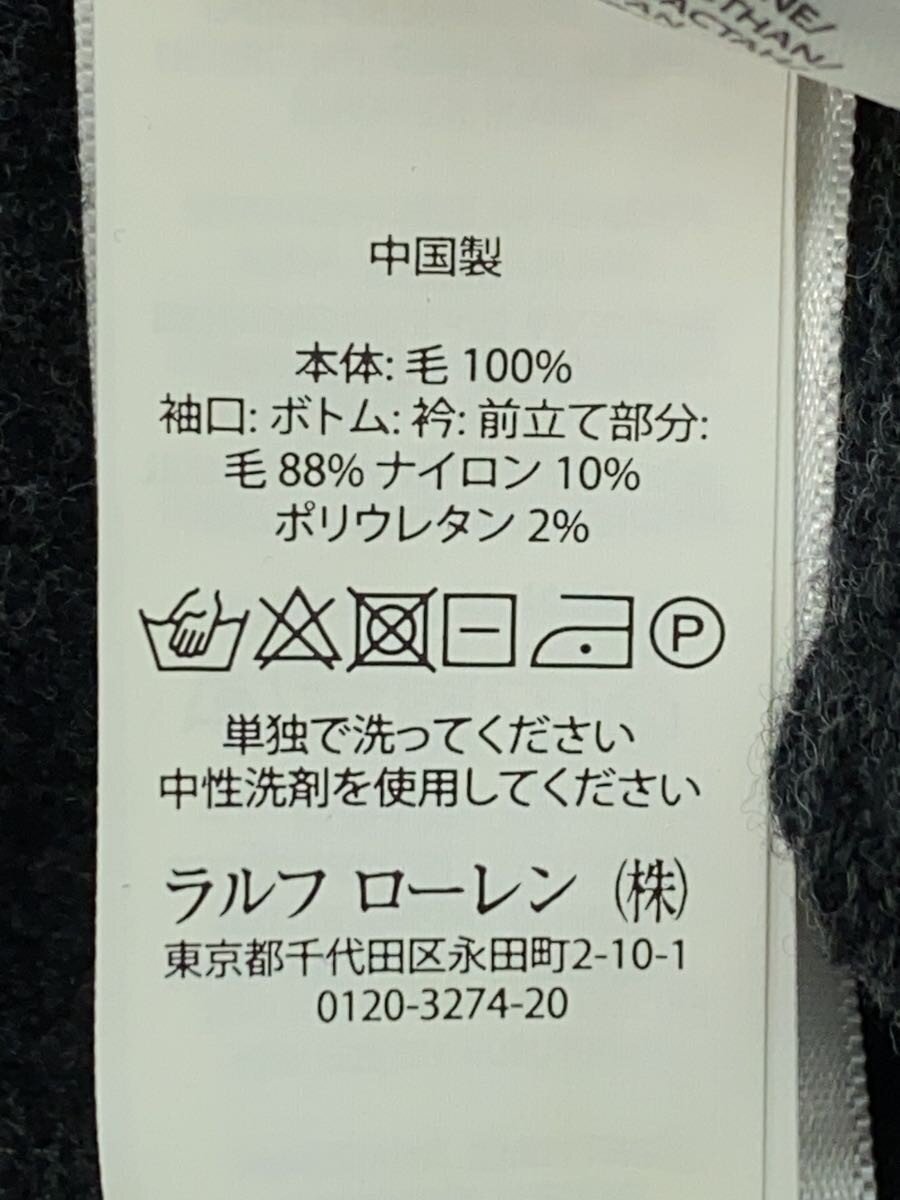 NE/
THAN/
中国製
本体: 毛 100%
袖口: ボトム: 衿: 前立て部分:
毛 88% ナイロン 10%
ポリウレタン 2%
P
単独で洗ってください
中性洗剤を使用してください
ラルフ ローレン (株)
東京都千代田区永田町2-10-1
0120-3274-20